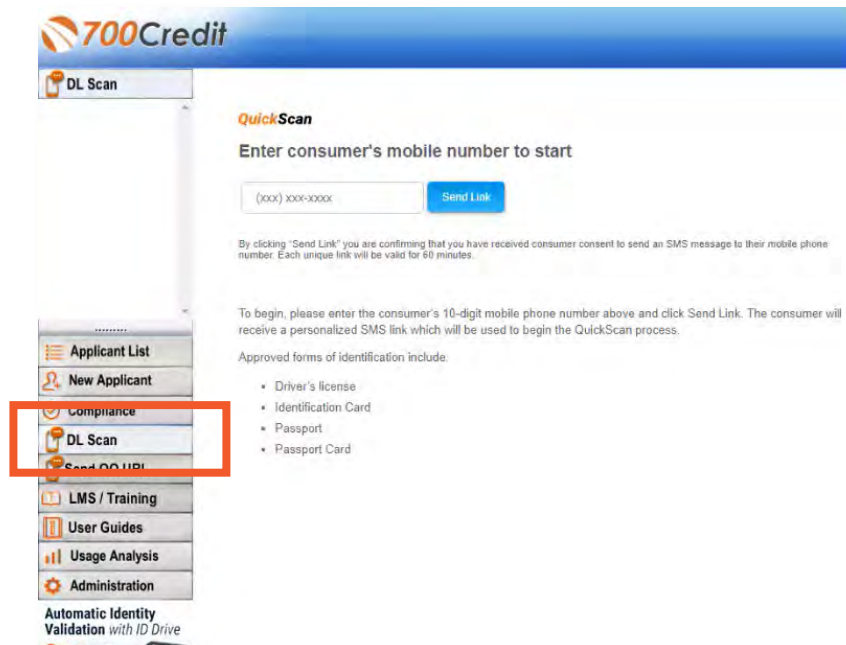 700Credit
DL Scan
QuickScan
Enter consumer's mobile number to start
(xxx) xxx-xxxx
Send Link
By clicking "Send Link" you are confirming that you have received consumer consent to send an SMS message to their mobile phone
number. Each unique link will be valid for 60 minutes.
To begin, please enter the consumer's 10-digit mobile phone number above and click Send Link. The consumer will
receive a personalized SMS link which will be used to begin the QuickScan process.
Approved forms of identification include
• Driver's license
• Identification Card
• Passport
• Passport Card
Applicant List
New Applicant
Compliance
DL Scan
Send QQ URL
LMS / Training
User Guides
Usage Analysis
Administration
Automatic Identity
Validation with ID Drive